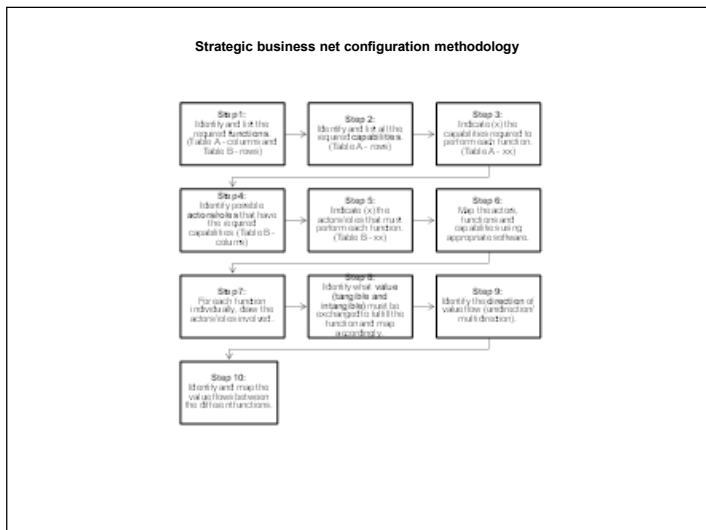 Strategic business net configuration methodology
Step 1:
Identify and list the
required functions.
(Table A - columns and
Table B - rows)
Step 2:
Identify and list all the
required capabilities.
(Table A - rows)
Step 3:
Indicate (x) the
capabilities required to
perform each function.
(Table A - xx)
Step 4:
Identify possible
actors/roles that have
the required
capabilities (Table B -
columns)
Step 5:
Indicate (x) the
actors/roles that must
perform each function.
(Table B - xx)
Step 6:
Map the actors,
functions and
capabilities using
appropriate software.
Step 7:
For each function
individually, draw the
actors/roles involved.
Step 8:
Identify what value
(tangible and
intangible) must be
exchanged to fulfill the
function and map
accordingly.
Step 9:
Identify the direction of
value flow (unidirection/
multidirection).
Step 10:
Identify and map the
value flows between
the different functions.